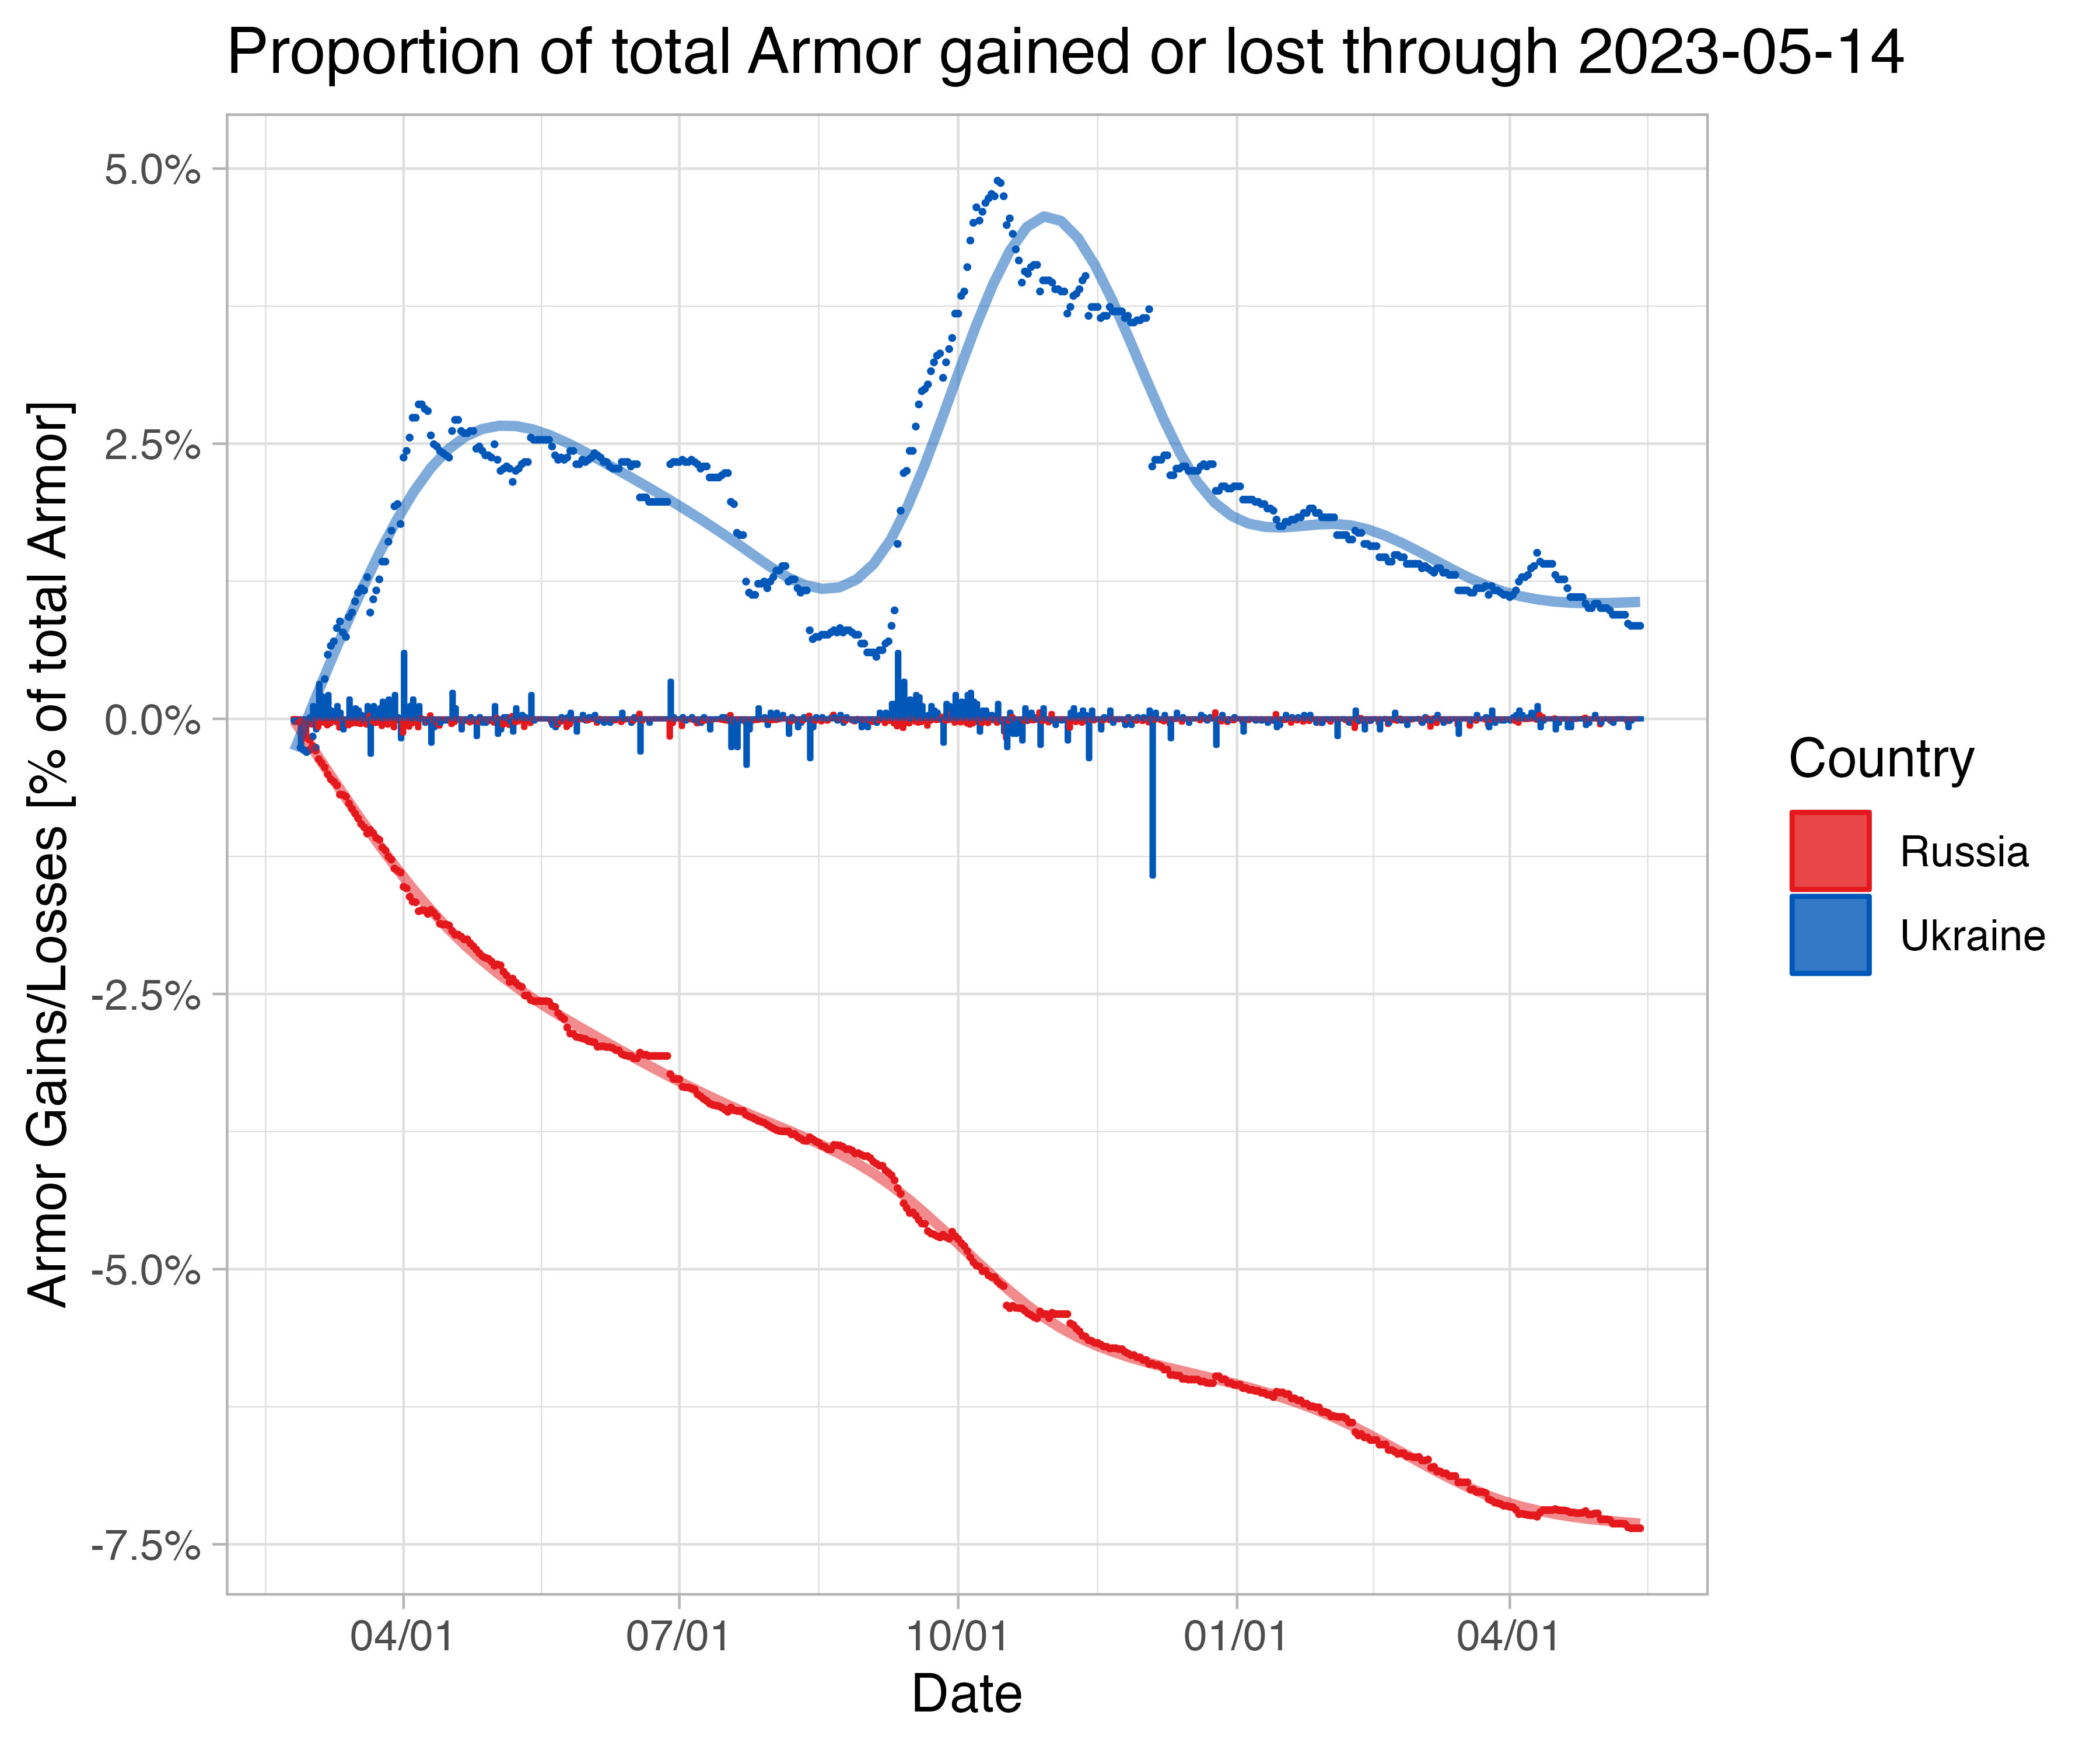 Proportion of total Armor gained or lost through 2023-05-14
Armor Gains/Losses [% of total Armor]
5.0%
2.5%
0.0%
-2.5%
-5.0%
-7.5%
04/01
07/01
10/01
01/01
04/01
Date
Country
Russia
Ukraine